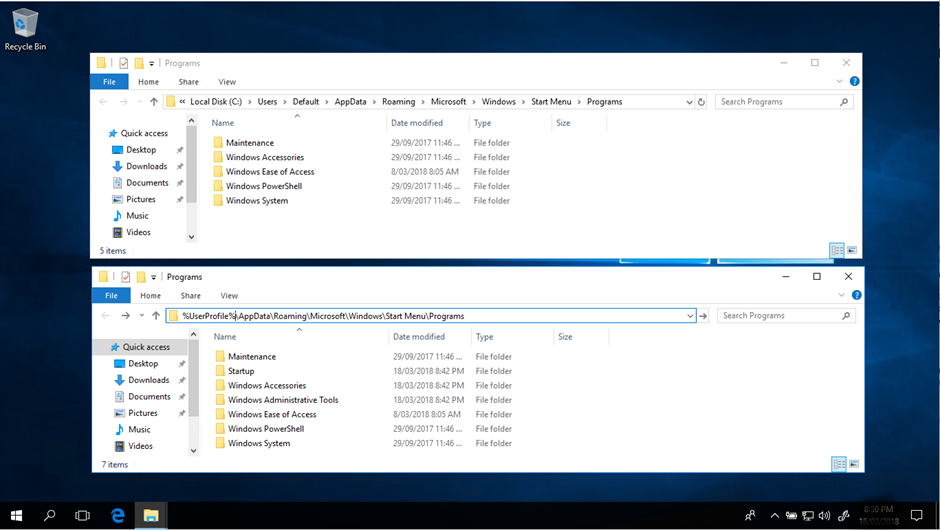 Recycle Bin
Programs
File Home Share View
« Local Disk (C:) > Users > Default > AppData > Roaming > Microsoft > Windows > Start Menu > Programs
Search Programs
Name Date modified Type Size
Quick access
Desktop
Downloads
Documents
Pictures
Music
Videos
Maintenance 29/09/2017 11:46 ... File folder
Windows Accessories 29/09/2017 11:46 ... File folder
Windows Ease of Access 8/03/2018 8:05 AM File folder
Windows PowerShell 29/09/2017 11:46 ... File folder
Windows System 29/09/2017 11:46 ... File folder
5 items
Programs
File Home Share View
%UserProfile%\AppData\Roaming\Microsoft\Windows\Start Menu\Programs
Search Programs
Name Date modified Type Size
Quick access
Desktop
Downloads
Documents
Pictures
Music
Videos
Maintenance 29/09/2017 11:46 ... File folder
Startup 18/03/2018 8:42 PM File folder
Windows Accessories 18/03/2018 8:42 PM File folder
Windows Administrative Tools 18/03/2018 8:42 PM File folder
Windows Ease of Access 8/03/2018 8:05 AM File folder
Windows PowerShell 29/09/2017 11:46 ... File folder
Windows System 29/09/2017 11:46 ... File folder
7 items
8:50 PM
18/03/2018